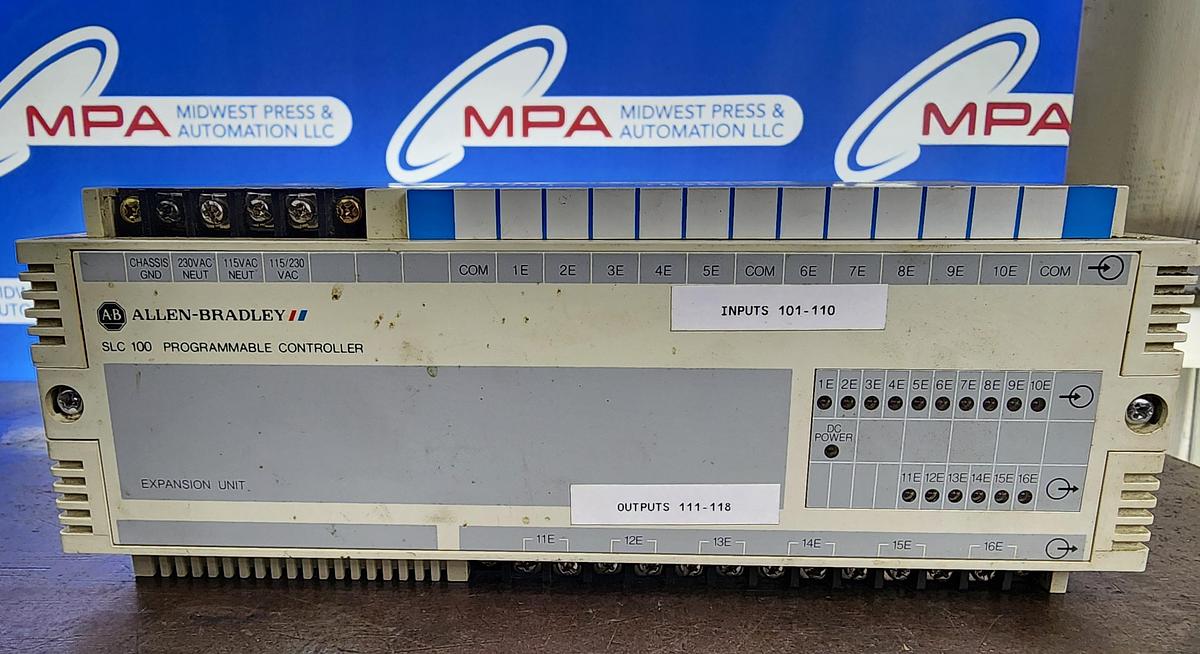 MPA MIDWEST PRESS &
AUTOMATION LLC
MPA MIDWEST PRESS &
AUTOMATION LLC
MPA
CHASSIS GND 230VAC NEUT 115VAC NEUT 115/230 VAC COM 1E 2E 3E 4E 5E COM 6E 7E 8E 9E 10E COM
INPUTS 101-110
AB ALLEN-BRADLEY
SLC 100 PROGRAMMABLE CONTROLLER
1E 2E 3E 4E 5E 6E 7E 8E 9E 10E
DC
POWER
11E 12E 13E 14E 15E 16E
EXPANSION UNIT
OUTPUTS 111-118
11E 12E 13E 14E 15E 16E